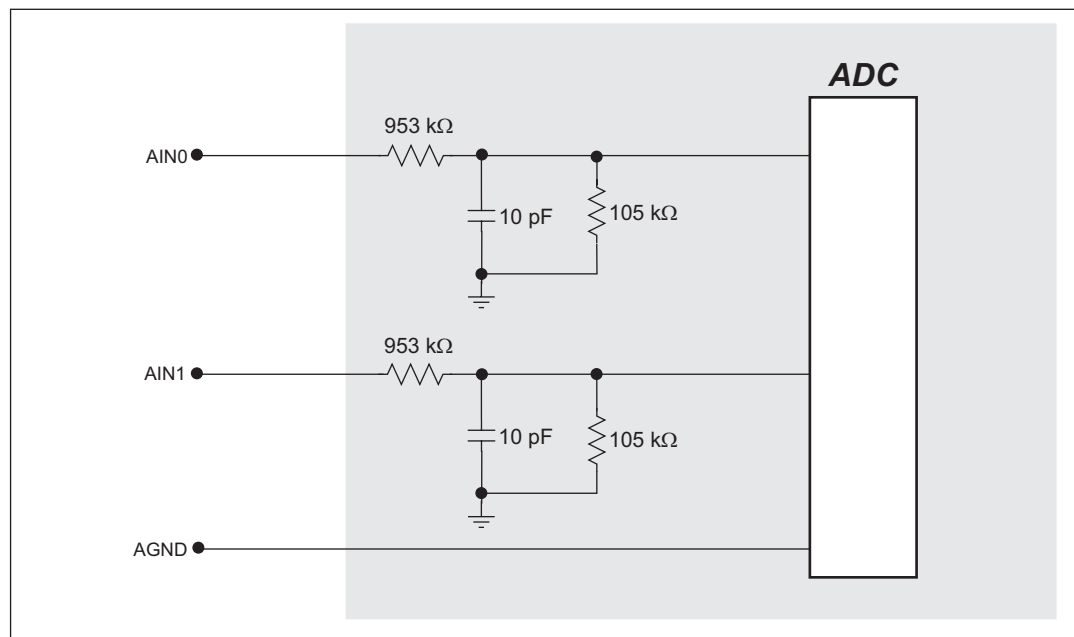 ADC
953 kΩ
AIN0
10 pF
105 kΩ
953 kΩ
AIN1
10 pF
105 kΩ
AGND